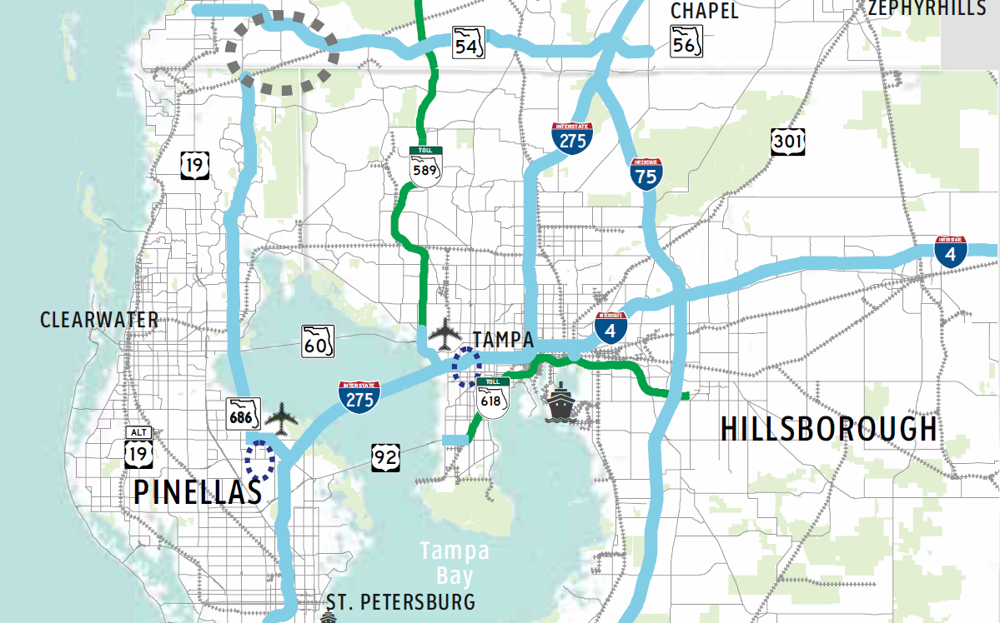 CHAPEL
ZEPHYRHILLS
54
56
INTERSTATE
275
301
TOLL
589
19
INTERSTATE
75
INTERSTATE
4
CLEARWATER
INTERSTATE
4
60
TAMPA
INTERSTATE
275
TOLL
618
686
ALT
19
HILLSBOROUGH
92
PINELLAS
Tampa
Bay
ST. PETERSBURG